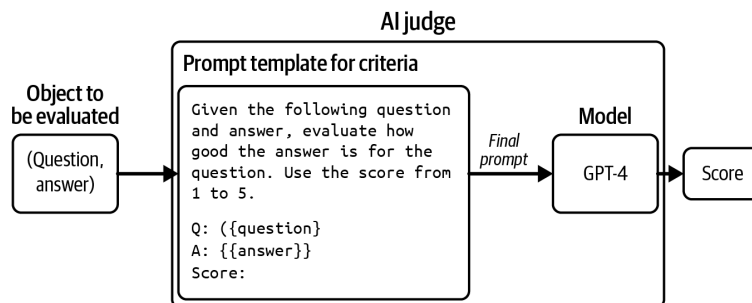 AI judge
Prompt template for criteria
Object to
be evaluated
(Question,
answer)
Given the following question
and answer, evaluate how
good the answer is for the
question. Use the score from
1 to 5.
Q: ({question}
A: {{answer}}
Score:
Final
prompt
Model
GPT-4
Score